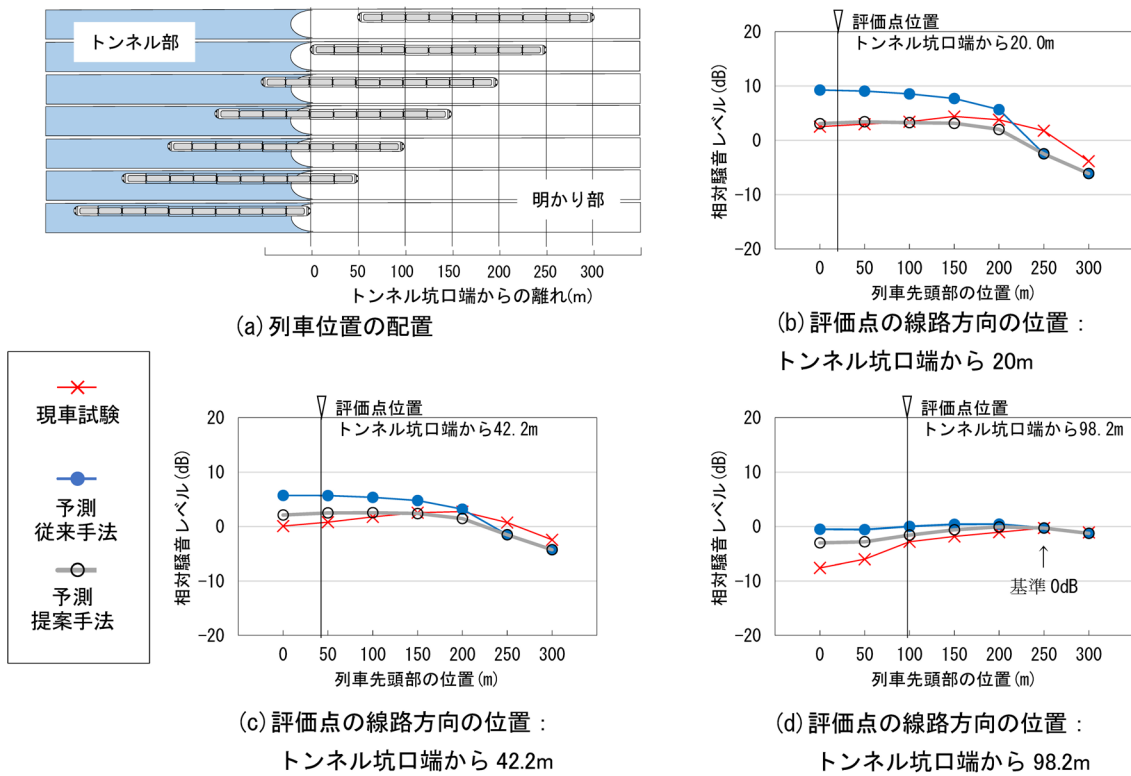 トンネル部
明かり部
0 50 100 150 200 250 300
トンネル坑口端からの離れ(m)
(a)列車位置の配置
評価点位置
トンネル坑口端から20.0m
20
10
0
-10
-20
相対騒音レベル(dB)
0 50 100 150 200 250 300
列車先頭部の位置(m)
(b)評価点の線路方向の位置：
トンネル坑口端から 20m
現車試験
予測
従来手法
予測
提案手法
評価点位置
トンネル坑口端から42.2m
20
10
0
-10
-20
相対騒音レベル(dB)
0 50 100 150 200 250 300
列車先頭部の位置(m)
(c)評価点の線路方向の位置：
トンネル坑口端から 42.2m
評価点位置
トンネル坑口端から98.2m
20
10
0
-10
-20
相対騒音レベル(dB)
↑
基準 0dB
0 50 100 150 200 250 300
列車先頭部の位置(m)
(d)評価点の線路方向の位置：
トンネル坑口端から 98.2m